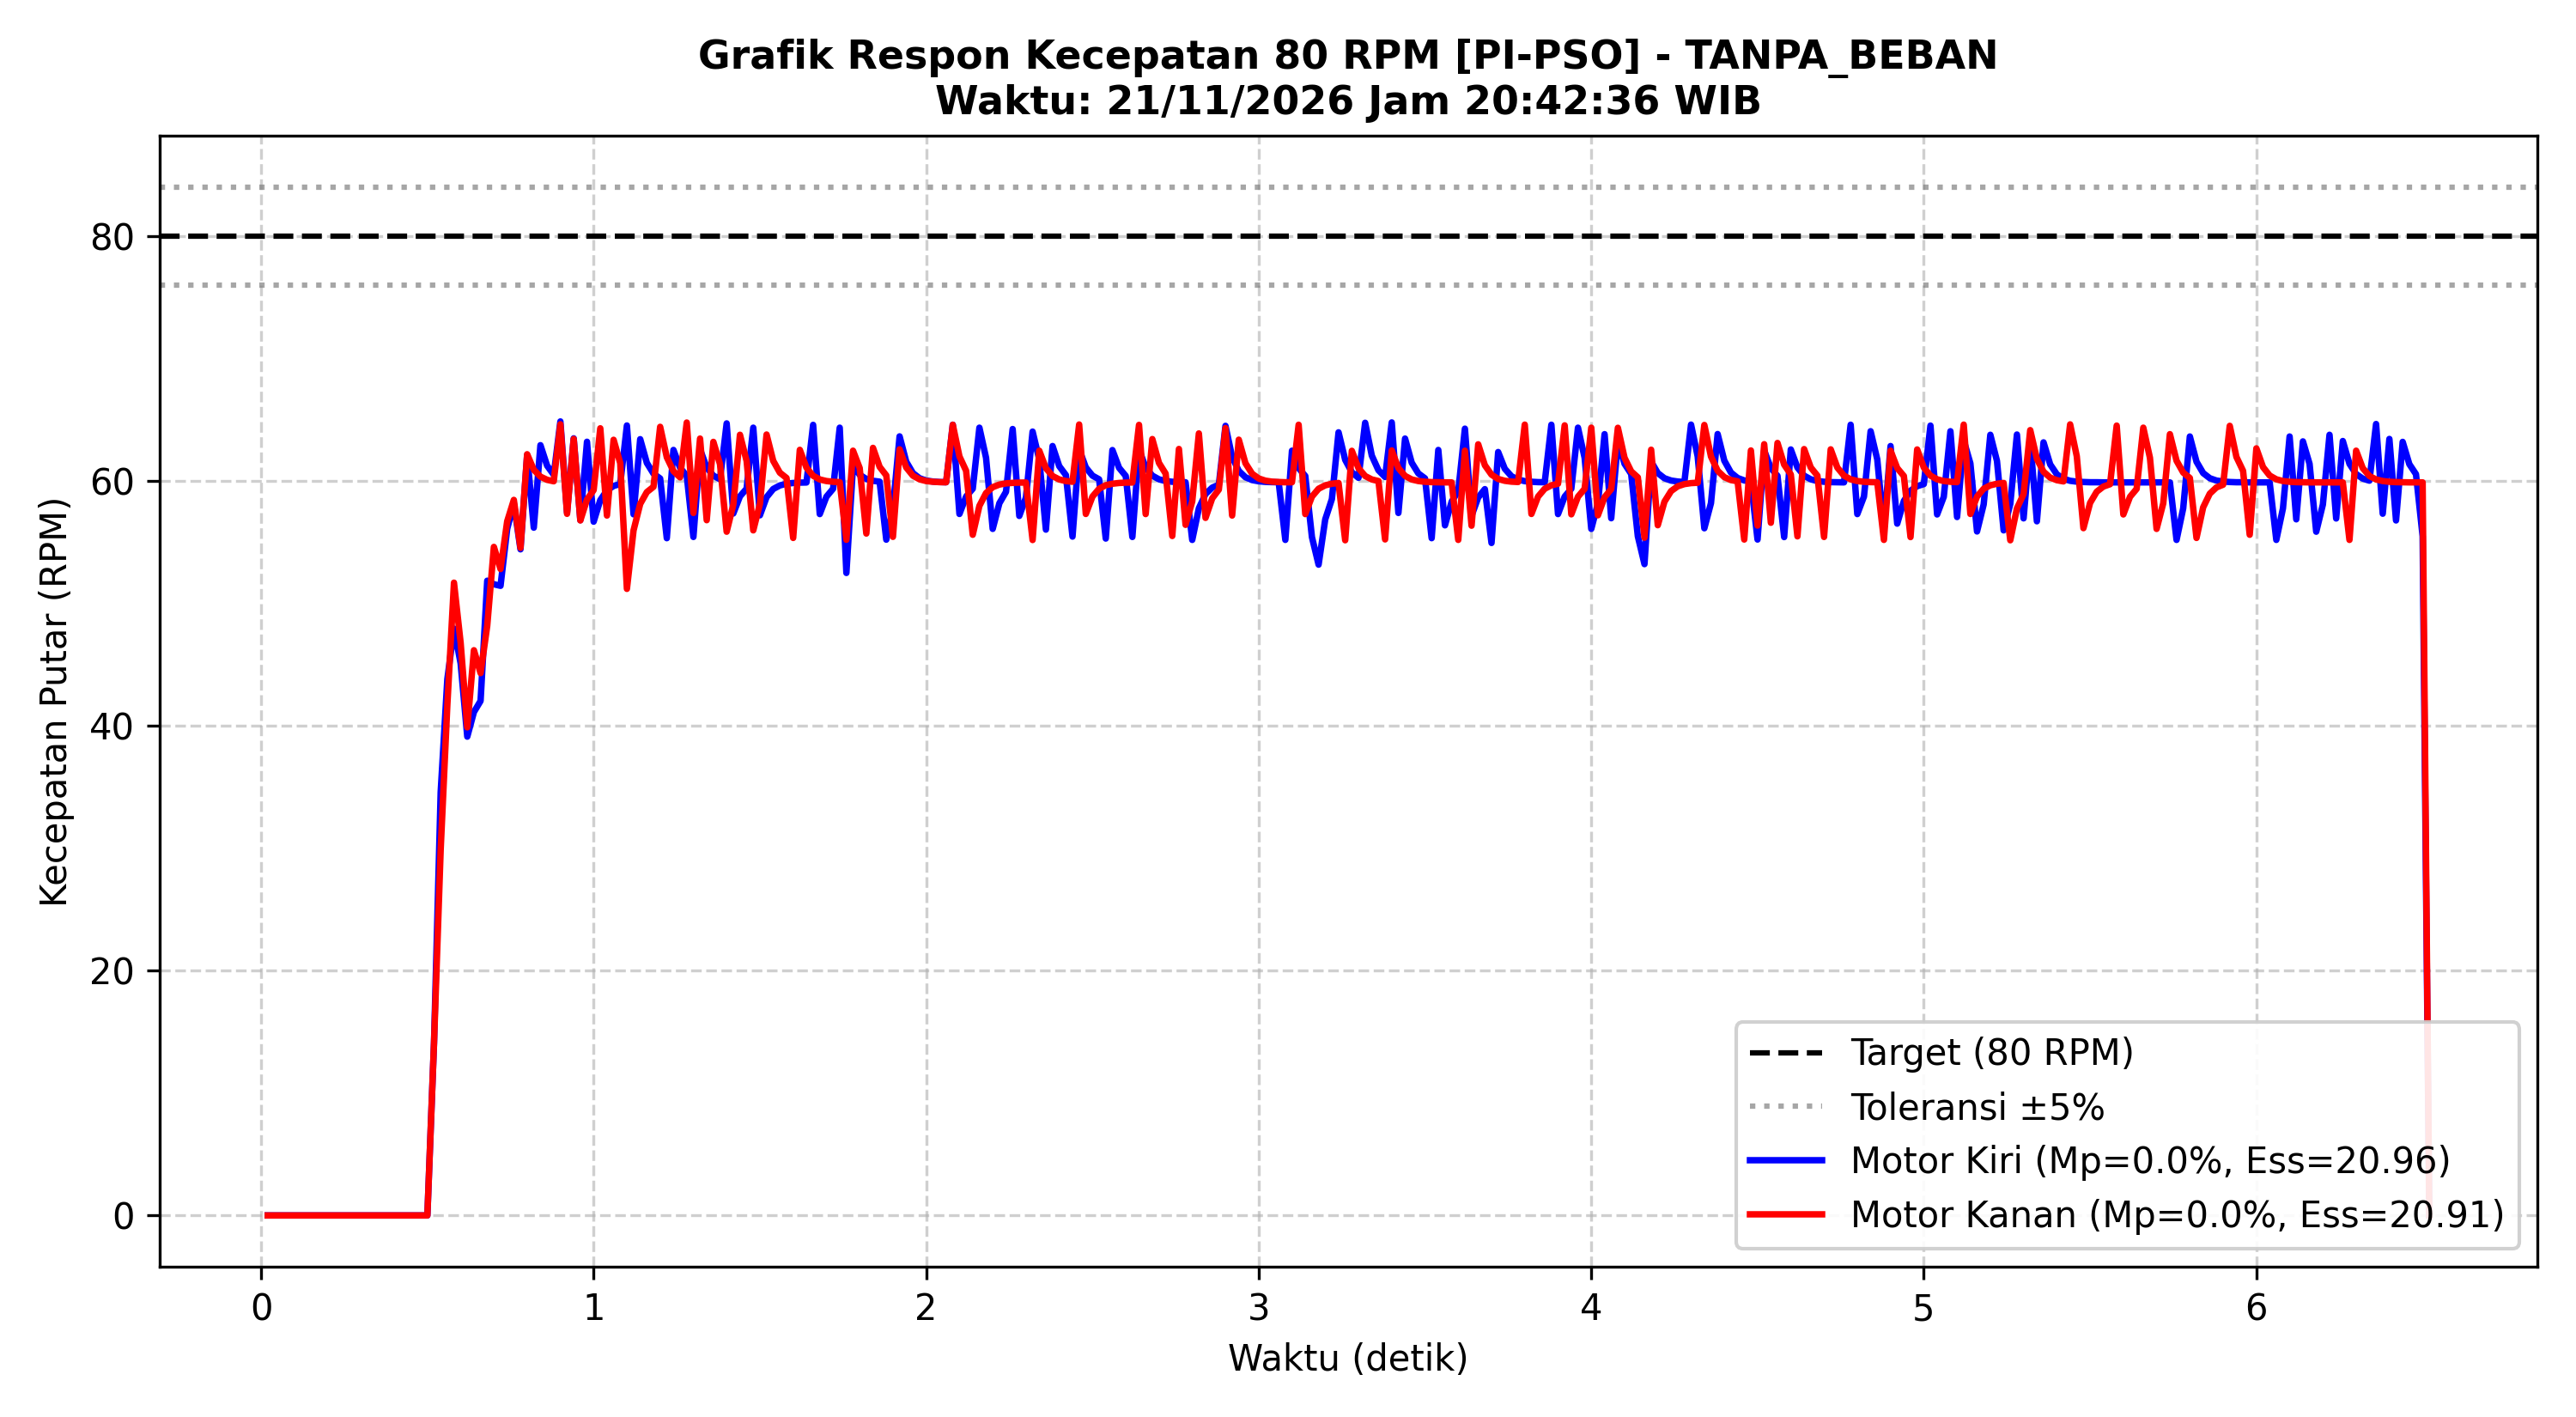 Grafik Respon Kecepatan 80 RPM [PI-PSO] - TANPA_BEBAN
Waktu: 21/11/2026 Jam 20:42:36 WIB
Kecepatan Putar (RPM)
80
60
40
20
0
0 1 2 3 4 5 6
Waktu (detik)
Target (80 RPM)
Toleransi ±5%
Motor Kiri (Mp=0.0%, Ess=20.96)
Motor Kanan (Mp=0.0%, Ess=20.91)